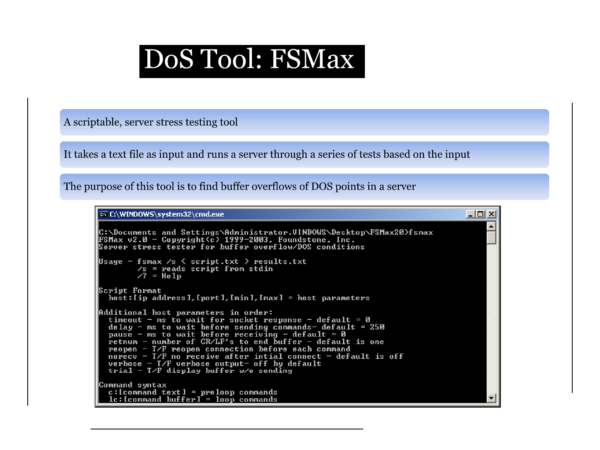 DoS Tool: FSMax
A scriptable, server stress testing tool
It takes a text file as input and runs a server through a series of tests based on the input
The purpose of this tool is to find buffer overflows of DOS points in a server
C:\WINDOWS\system32\cmd.exe
C:\Documents and Settings\Administrator.VINDOWS\Desktop\FSMax20>fsmax
FSMax v2.0 - Copyright(c) 1999-2003, Foundstone, Inc.
Server stress tester for buffer overflow/DOS conditions
Usage - fsmax /s < script.txt > results.txt
/s = reads script from stdin
/? = Help
Script Format
host:[ip address],[port],[min],[max] = host parameters
Additional host parameters in order:
timeout - ms to wait for socket response - default = 0
delay - ms to wait before sending commands- default = 250
pause - ms to wait before receiving - default = 0
retnum - number of CR/LF's to end buffer - default is one
reopen - T/F reopen connection before each command
norecv - T/F no receive after intial connect - default is off
verbose - T/F verbose output- off by default
trial - T/F display buffer w/o sending
Command syntax
c:[command text] = preloop commands
lc:[command buffer] = loop commands